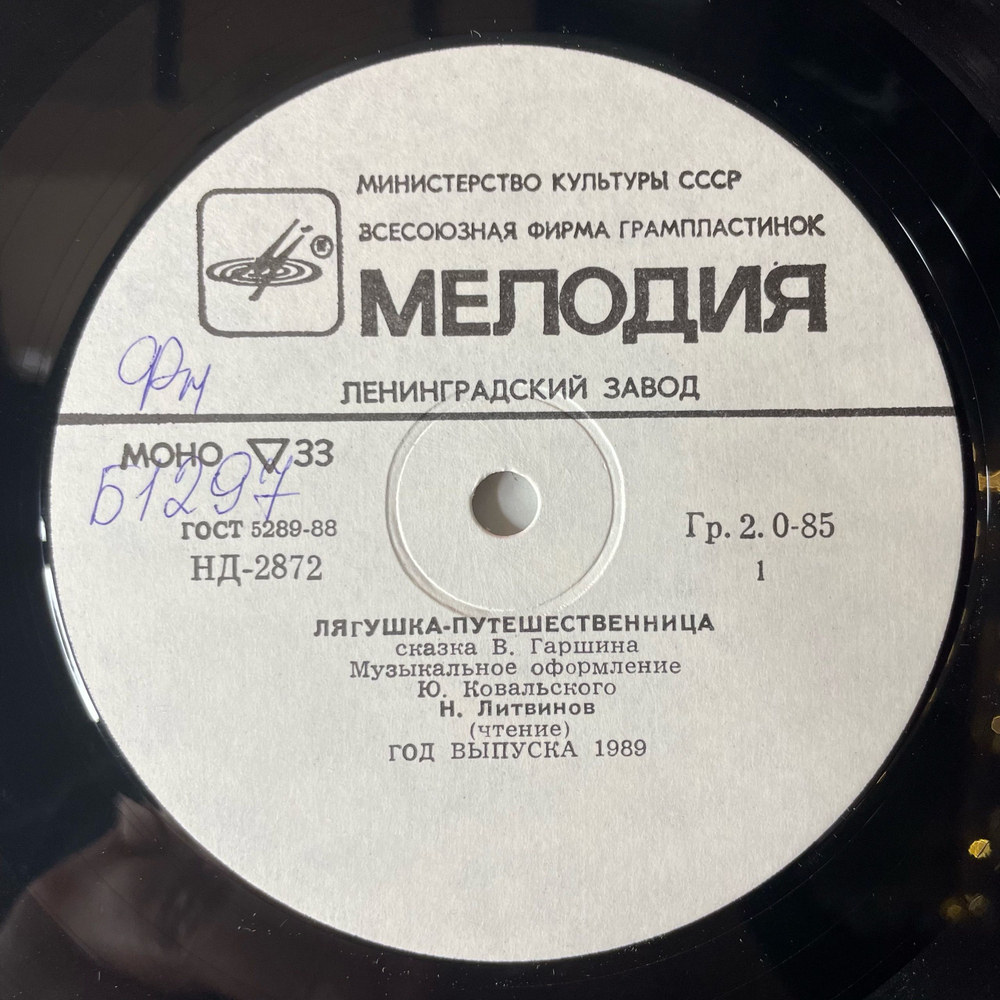 МИНИСТЕРСТВО КУЛЬТУРЫ СССР
ВСЕСОЮЗНАЯ ФИРМА ГРАМПЛАСТИНОК
®
МЕЛОДИЯ
ЛЕНИНГРАДСКИЙ ЗАВОД
МОНО 33
Б1297
ГОСТ 5289-88
Гр. 2. 0-85
НД-2872
1
ЛЯГУШКА-ПУТЕШЕСТВЕННИЦА
сказка В. Гаршина
Музыкальное оформление
Ю. Ковальского
Н. Литвинов
(чтение)
ГОД ВЫПУСКА 1989